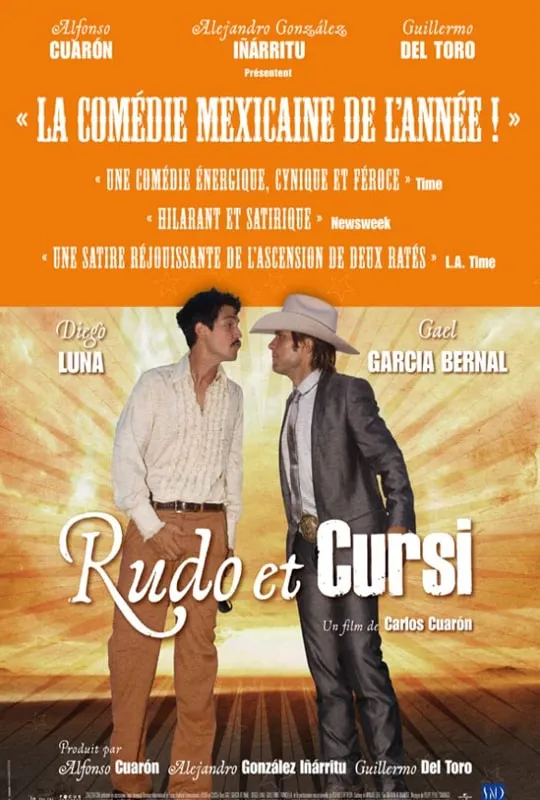 Alfonso Alejandro González Guillermo
CUARÓN IÑÁRRITU DEL TORO
Présentent
« LA COMÉDIE MEXICAINE DE L'ANNÉE ! »
« UNE COMÉDIE ÉNERGIQUE, CYNIQUE ET FÉROCE » Time
« HILARANT ET SATIRIQUE » Newsweek
« UNE SATIRE RÉJOUISSANTE DE L'ASCENSION DE DEUX RATÉS » L.A. Time
Diego Gael
LUNA GARCIA BERNAL
Rudo et Cursi
Un film de Carlos Cuarón
Produit par
Alfonso Cuarón Alejandro González Iñárritu Guillermo Del Toro
FOCUS
SND